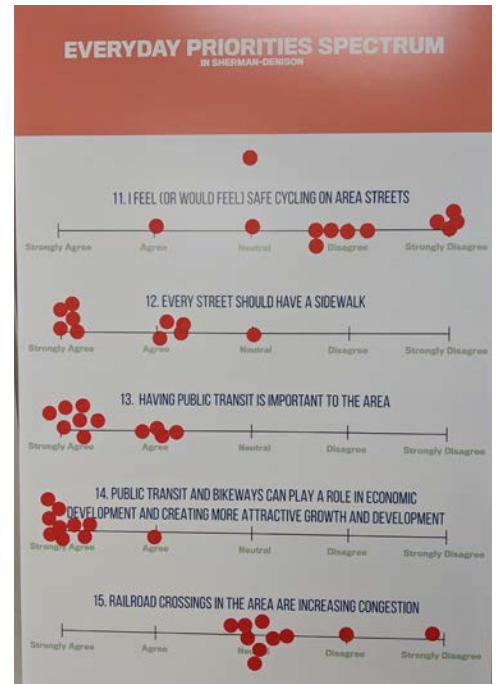 EVERYDAY PRIORITIES SPECTRUM
IN SHERMAN-DENISON
11. I FEEL (OR WOULD FEEL) SAFE CYCLING ON AREA STREETS
Strongly Agree Agree Neutral Disagree Strongly Disagree
12. EVERY STREET SHOULD HAVE A SIDEWALK
Strongly Agree Agree Neutral Disagree Strongly Disagree
13. HAVING PUBLIC TRANSIT IS IMPORTANT TO THE AREA
Strongly Agree Agree Neutral Disagree Strongly Disagree
14. PUBLIC TRANSIT AND BIKEWAYS CAN PLAY A ROLE IN ECONOMIC
DEVELOPMENT AND CREATING MORE ATTRACTIVE GROWTH AND DEVELOPMENT
Strongly Agree Agree Neutral Disagree Strongly Disagree
15. RAILROAD CROSSINGS IN THE AREA ARE INCREASING CONGESTION
Strongly Agree Agree Neutral Disagree Strongly Disagree